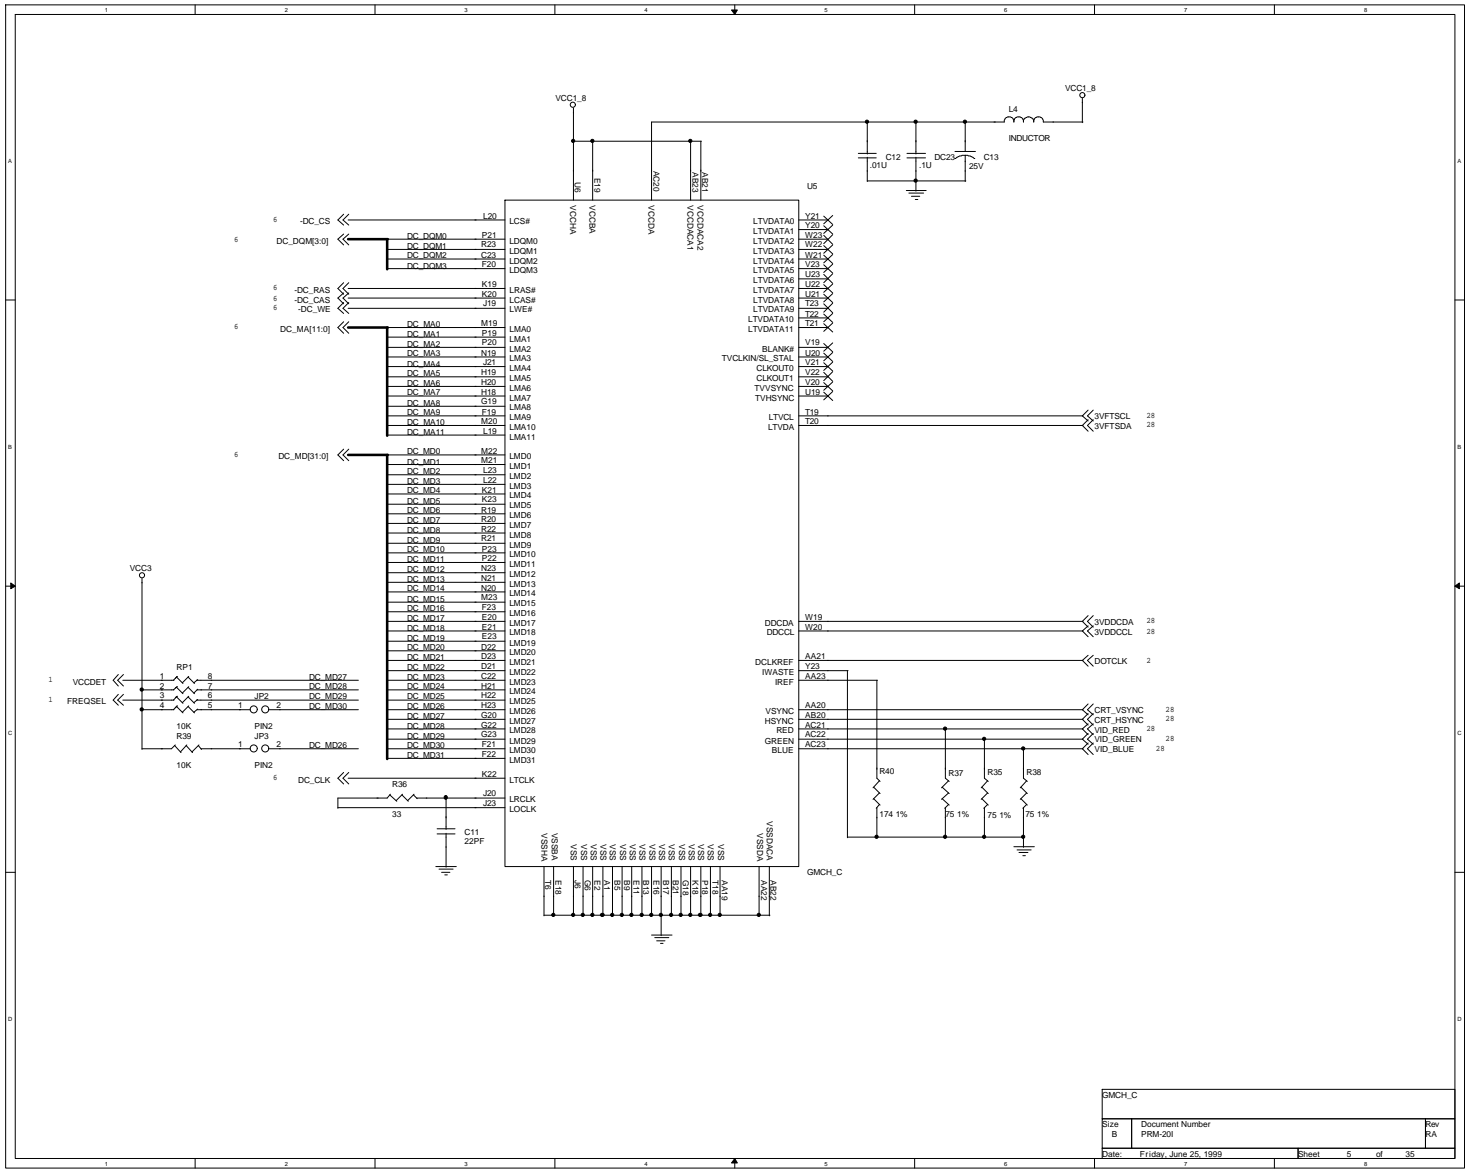 1 2 3 4 5 6 7 8
A
B
C
D
A
B
C
D
VCC1_8
VCC1_8
L4
INDUCTOR
C12
.01U
DC23
.1U
C13
25V
U5
U6
E19
AC20
AB23
AB21
VCCHA
VCCBA
VCCDA
VCCDACA1
VCCDACA2
6 -DC_CS L20 LCS#
6 DC_DQM[3:0] DC_DQM0 P21 LDQM0
DC_DQM1 R23 LDQM1
DC_DQM2 C23 LDQM2
DC_DQM3 F20 LDQM3
6 -DC_RAS K19 LRAS#
6 -DC_CAS K20 LCAS#
6 -DC_WE J19 LWE#
6 DC_MA[11:0] DC_MA0 M19 LMA0
DC_MA1 P19 LMA1
DC_MA2 P20 LMA2
DC_MA3 N19 LMA3
DC_MA4 J21 LMA4
DC_MA5 H19 LMA5
DC_MA6 H20 LMA6
DC_MA7 H18 LMA7
DC_MA8 G19 LMA8
DC_MA9 F19 LMA9
DC_MA10 M20 LMA10
DC_MA11 L19 LMA11
6 DC_MD[31:0] DC_MD0 M22 LMD0
DC_MD1 M21 LMD1
DC_MD2 L23 LMD2
DC_MD3 L22 LMD3
DC_MD4 K21 LMD4
DC_MD5 K23 LMD5
DC_MD6 R19 LMD6
DC_MD7 R20 LMD7
DC_MD8 R22 LMD8
DC_MD9 R21 LMD9
DC_MD10 P23 LMD10
DC_MD11 P22 LMD11
DC_MD12 N23 LMD12
DC_MD13 N21 LMD13
DC_MD14 N20 LMD14
DC_MD15 M23 LMD15
DC_MD16 F23 LMD16
DC_MD17 E20 LMD17
DC_MD18 E21 LMD18
DC_MD19 E23 LMD19
DC_MD20 D22 LMD20
DC_MD21 D23 LMD21
DC_MD22 D21 LMD22
DC_MD23 C22 LMD23
DC_MD24 H21 LMD24
DC_MD25 H22 LMD25
DC_MD26 H23 LMD26
DC_MD27 G20 LMD27
DC_MD28 G22 LMD28
DC_MD29 G23 LMD29
DC_MD30 F21 LMD30
DC_MD31 F22 LMD31
6 DC_CLK K22 LTCLK
R36
33
J20 LRCLK
J23 LOCLK
C11
22PF
VCC3
RP1
1 VCCDET 1 8 DC_MD27
2 7 DC_MD28
1 FREQSEL 3 6 DC_MD29
JP2
4 5 1 2 DC_MD30
10K PIN2
R39 JP3
1 2 DC_MD26
10K PIN2
LTVDATA0 Y21
LTVDATA1 Y20
LTVDATA2 W23
LTVDATA3 W22
LTVDATA4 W21
LTVDATA5 V23
LTVDATA6 U23
LTVDATA7 U22
LTVDATA8 U21
LTVDATA9 T23
LTVDATA10 T22
LTVDATA11 T21
BLANK# V19
TVCLKIN/SL_STAL U20
CLKOUT0 V21
CLKOUT1 V22
TVVSYNC V20
TVHSYNC U19
LTVCL T19 3VFTSCL 28
LTVDA T20 3VFTSDA 28
DDCDA W19 3VDDCDA 28
DDCCL W20 3VDDCCL 28
DCLKREF AA21 DOTCLK 2
IWASTE Y23
IREF AA23
VSYNC AA20 CRT_VSYNC 28
HSYNC AB20 CRT_HSYNC 28
RED AC21 VID_RED 28
GREEN AC22 VID_GREEN 28
BLUE AC23 VID_BLUE 28
R40 R37 R35 R38
174 1% 75 1% 75 1% 75 1%
VSSHA VSSBA VSS VSS VSS VSS VSS VSS VSS VSS VSS VSS VSS VSS VSS VSS VSS VSS VSSDA VSSDACA
T6 E18 J6 G6 E2 A1 B5 B9 E11 B13 E16 B17 B21 G18 K18 P18 T18 AA19 AA22 AB22
GMCH_C
GMCH_C
Size Document Number Rev
B PRM-20I RA
Date: Friday, June 25, 1999 Sheet 5 of 35
1 2 3 4 5 6 7 8